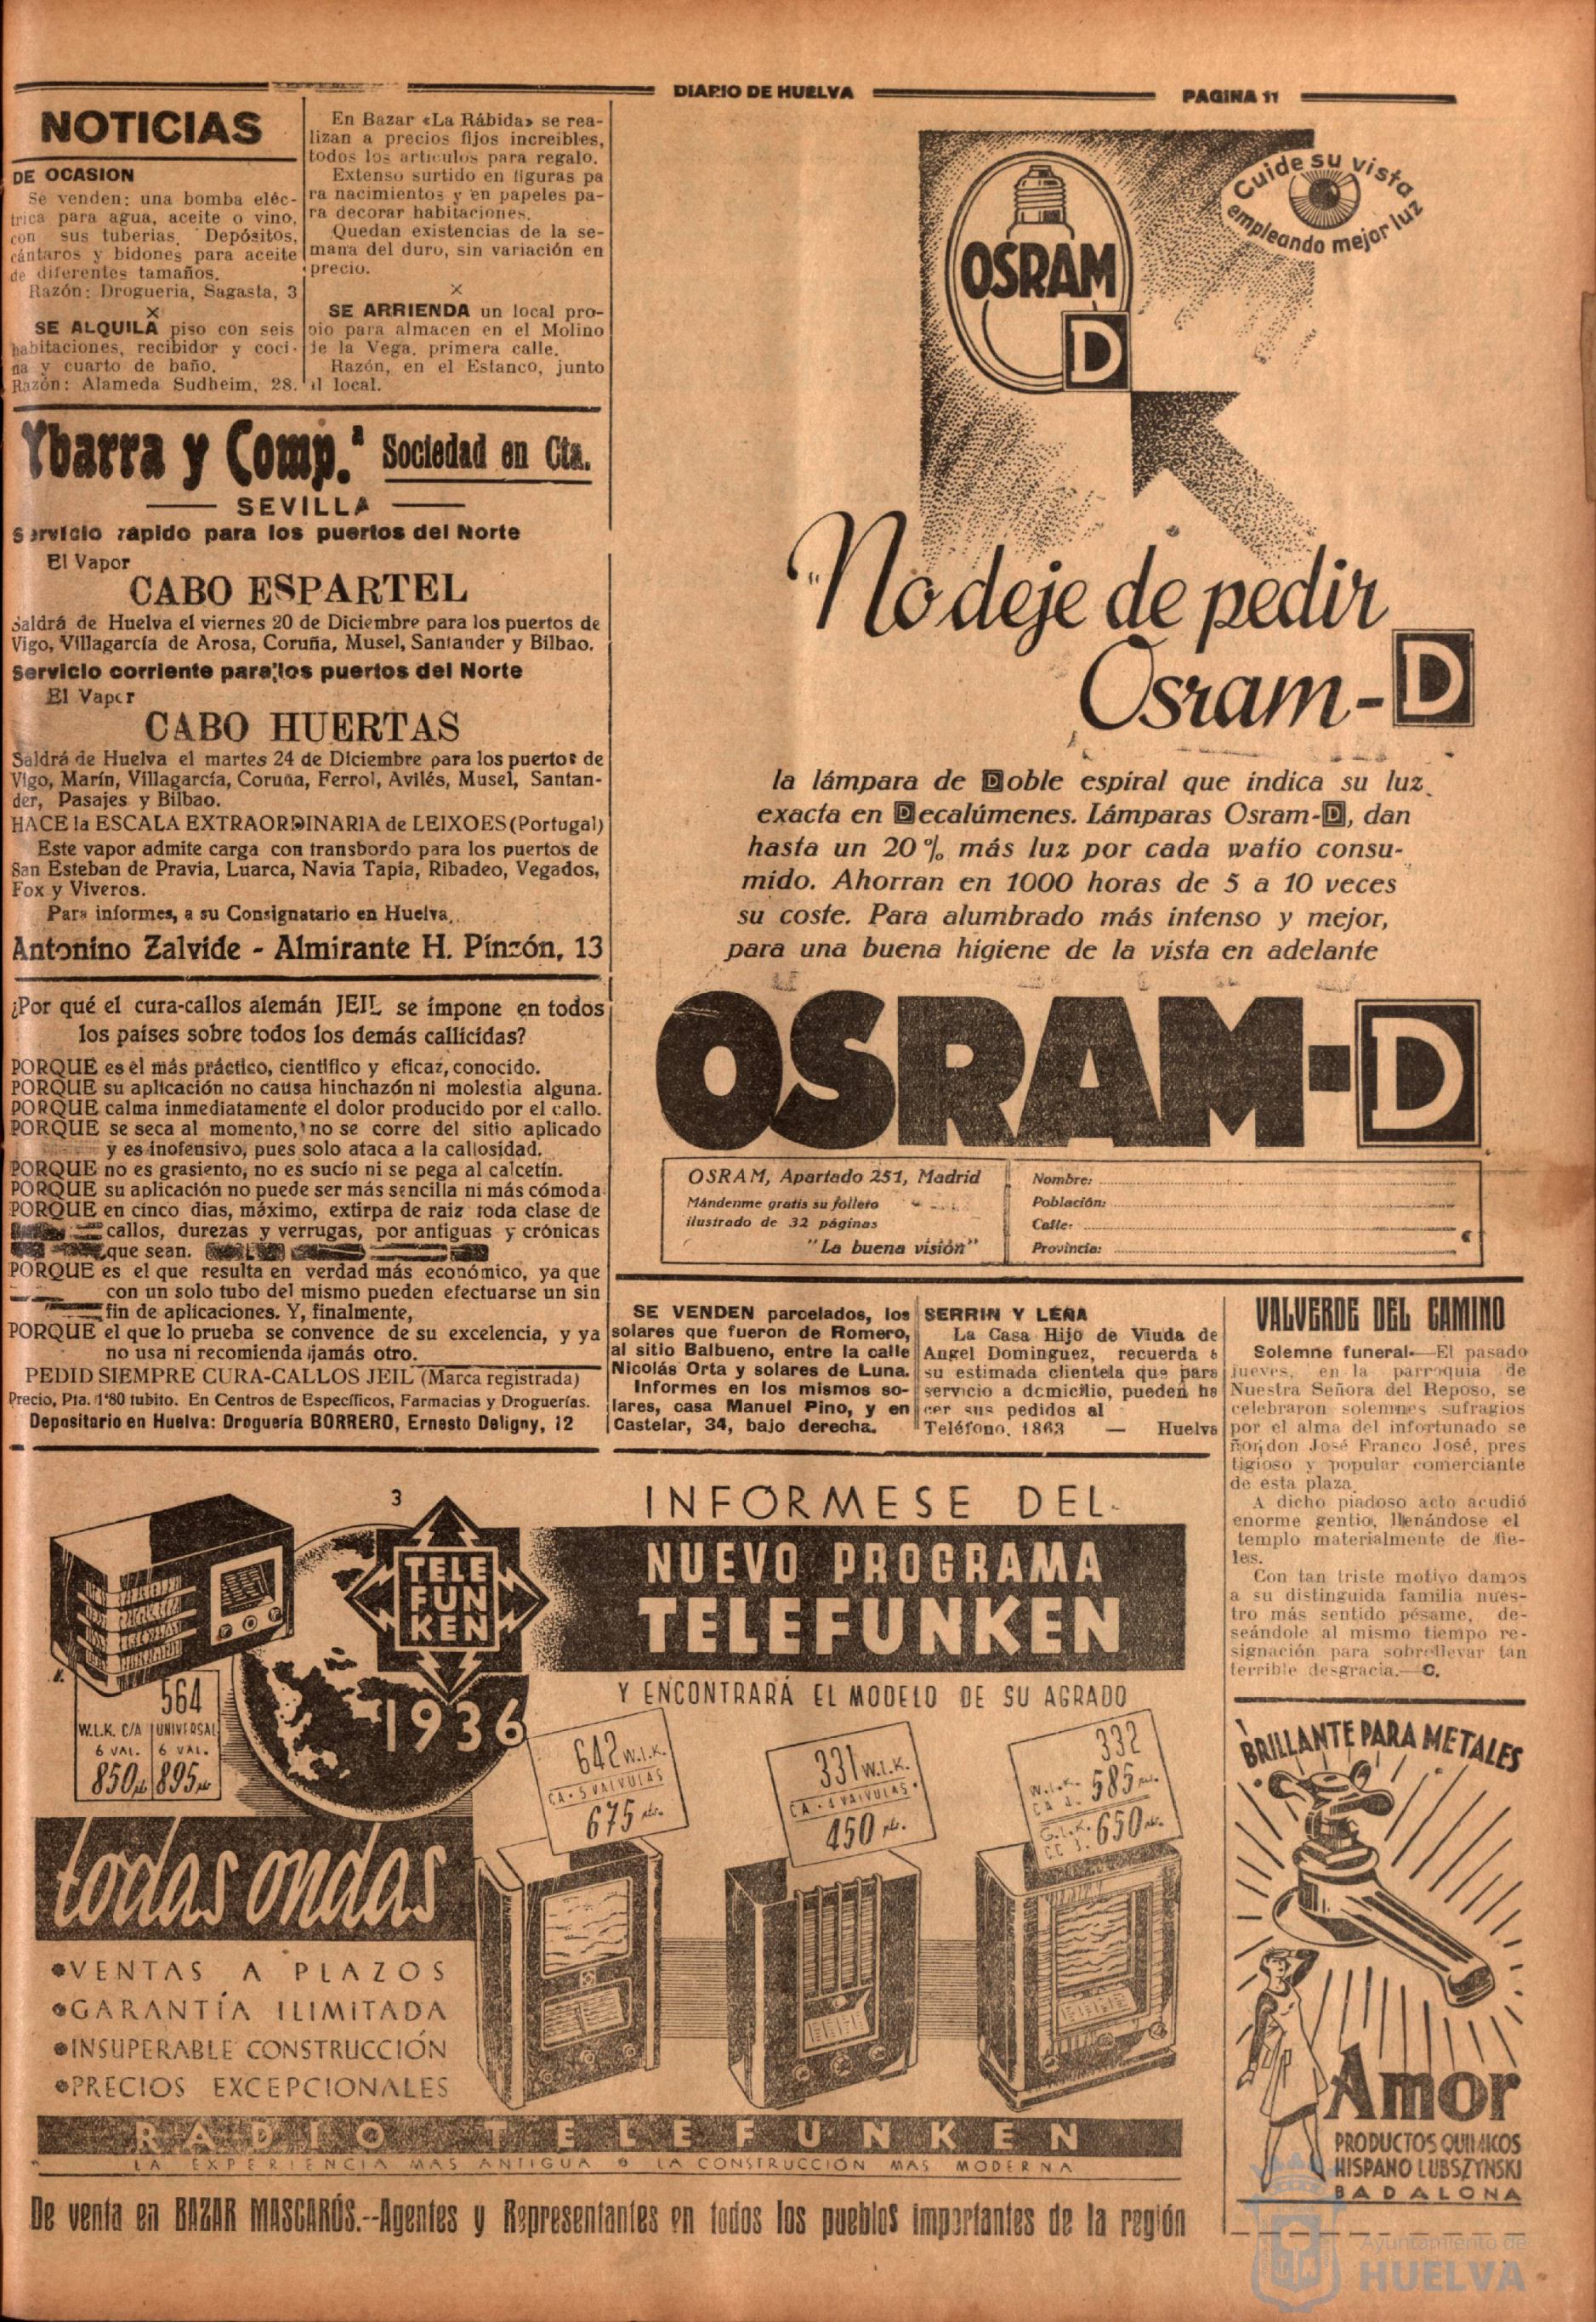 DIARIO DE HUELVA
PAGINA 11
NOTICIAS
DE OCASION
Se venden: una bomba eléc-
trica para agua, aceite o vino,
con sus tuberias. Depósitos,
cántaros y bidones para aceite
de diferentes tamaños.
Razón: Drogueria, Sagasta, 3
×
SE ALQUILA piso con seis
habitaciones, recibidor y coci-
na y cuarto de baño.
Razón: Alameda Sudheim, 28.
En Bazar «La Rábida» se rea-
lizan a precios fijos increibles,
todos los articulos para regalo.
Extenso surtido en figuras pa
ra nacimientos y en papeles pa-
ra decorar habitaciones.
Quedan existencias de la se-
mana del duro, sin variación en
precio.
×
SE ARRIENDA un local pro-
pio para almacen en el Molino
de la Vega, primera calle.
Razón, en el Estanco, junto
al local.
Ybarra y Comp.ª Sociedad en Cta.
SEVILLA
Servicio rapido para los puertos del Norte
El Vapor
CABO ESPARTEL
Saldrá de Huelva el viernes 20 de Diciembre para los puertos de
Vigo, Villagarcía de Arosa, Coruña, Musel, Santander y Bilbao.
Servicio corriente para los puertos del Norte
El Vapor
CABO HUERTAS
Saldrá de Huelva el martes 24 de Diciembre para los puertos de
Vigo, Marín, Villagarcía, Coruña, Ferrol, Avilés, Musel, Santan-
der, Pasajes y Bilbao.
HACE la ESCALA EXTRAORDINARIA de LEIXOES (Portugal)
Este vapor admite carga con transbordo para los puertos de
San Esteban de Pravia, Luarca, Navia Tapia, Ribadeo, Vegados,
Fox y Viveros.
Para informes, a su Consignatario en Huelva,
Antonino Zalvide - Almirante H. Pinzón, 13
¿Por qué el cura-callos alemán JEIL se impone en todos
los países sobre todos los demás callicidas?
PORQUE es el más práctico, científico y eficaz, conocido.
PORQUE su aplicación no causa hinchazón ni molestia alguna.
PORQUE calma inmediatamente el dolor producido por el callo.
PORQUE se seca al momento, no se corre del sitio aplicado
y es inofensivo, pues solo ataca a la callosidad.
PORQUE no es grasiento, no es sucio ni se pega al calcetín.
PORQUE su aplicación no puede ser más sencilla ni más cómoda
PORQUE en cinco dias, máximo, extirpa de raiz toda clase de
callos, durezas y verrugas, por antiguas y crónicas
que sean.
PORQUE es el que resulta en verdad más económico, ya que
con un solo tubo del mismo pueden efectuarse un sin
fin de aplicaciones. Y, finalmente,
PORQUE el que lo prueba se convence de su excelencia, y ya
no usa ni recomienda jamás otro.
PEDID SIEMPRE CURA-CALLOS JEIL (Marca registrada)
Precio, Pta. 1'80 tubito. En Centros de Específicos, Farmacias y Droguerías.
Depositario en Huelva: Droguería BORRERO, Ernesto Deligny, 12
OSRAM
D
Cuide su vista
empleando mejor luz
"No deje de pedir
Osram-D
la lámpara de Doble espiral que indica su luz
exacta en Decalúmenes. Lámparas Osram-D, dan
hasta un 20% más luz por cada watio consu-
mido. Ahorran en 1000 horas de 5 a 10 veces
su coste. Para alumbrado más intenso y mejor,
para una buena higiene de la vista en adelante
OSRAM-D
OSRAM, Apartado 251, Madrid
Mándenme gratis su folleto
ilustrado de 32 páginas
"La buena visión"
Nombre:
Población:
Calle:
Provincia:
SE VENDEN parcelados, los
solares que fueron de Romero,
al sitio Balbueno, entre la calle
Nicolás Orta y solares de Luna.
Informes en los mismos so-
lares, casa Manuel Pino, y en
Castelar, 34, bajo derecha.
SERRIN Y LEÑA
La Casa Hijo de Viuda de
Angel Dominguez, recuerda a
su estimada clientela que para
servicio a domicilio, pueden ha
cer sus pedidos al
Teléfono, 1863 — Huelva
VALVERDE DEL CAMINO
Solemne funeral.—El pasado
jueves, en la parroquia de
Nuestra Señora del Reposo, se
celebraron solemnes sufragios
por el alma del infortunado se
ñor don José Franco José, pres
tigioso y popular comerciante
de esta plaza.
A dicho piadoso acto acudió
enorme gentio, llenándose el
templo materialmente de fie-
les.
Con tan triste motivo damos
a su distinguida familia nues-
tro más sentido pésame, de-
seándole al mismo tiempo re-
signación para sobrellevar tan
terrible desgracia.—C.
3
TELE
FUN
KEN
1936
INFORMESE DEL
NUEVO PROGRAMA
TELEFUNKEN
Y ENCONTRARÁ EL MODELO DE SU AGRADO
564
W.L.K. C/A UNIVERSAL
6 VAL. 6 VAL.
850 895
642 W.L.K.
CA - 5 VALVULAS
675 pts.
331 W.L.K.
CA - 4 VALVULAS
450 pts.
332
W.L.K. 585 pts.
G.L.K. 650 pts.
todas ondas
VENTAS A PLAZOS
GARANTÍA ILIMITADA
INSUPERABLE CONSTRUCCIÓN
PRECIOS EXCEPCIONALES
RADIO TELEFUNKEN
LA EXPERIENCIA MAS ANTIGUA LA CONSTRUCCIÓN MAS MODERNA
De venta en BAZAR MASCARÓS.--Agentes y Representantes en todos los pueblos importantes de la región
BRILLANTE PARA METALES
Amor
PRODUCTOS QUIMICOS
HISPANO LUBSZYNSKI
BADALONA
Ayuntamiento de
HUELVA